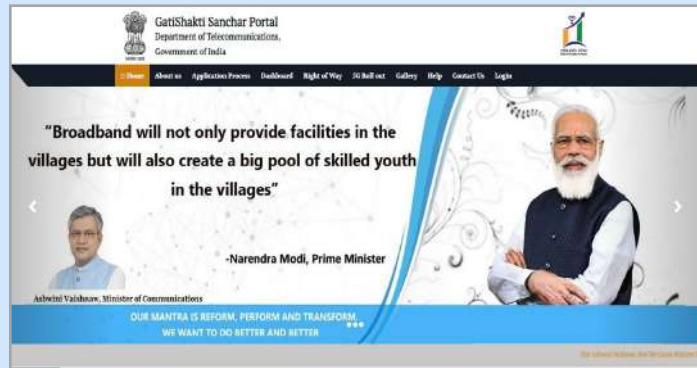 GatiShakti Sanchar Portal
Department of Telecommunications,
Government of India
Home About us Application Process Dashboard Right of Way 5G Roll out Gallery Help Contact Us Login
“Broadband will not only provide facilities in the
villages but will also create a big pool of skilled youth
in the villages”
-Narendra Modi, Prime Minister
Ashwini Vaishnaw, Minister of Communications
OUR MANTRA IS REFORM, PERFORM AND TRANSFORM,
WE WANT TO DO BETTER AND BETTER